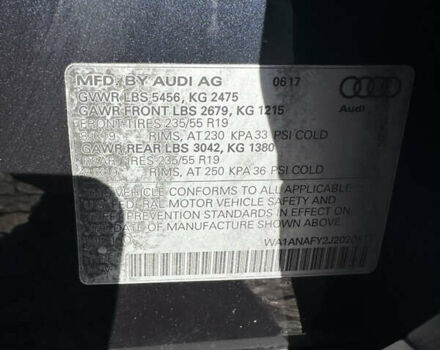 MFD. BY AUDI AG 0617
GVWR LBS 5456, KG 2475
GAWR FRONT LBS 2679, KG 1215
FRONT TIRES 235/55 R19
RIMS, AT 230 KPA 33 PSI COLD
GAWR REAR LBS 3042, KG 1380
REAR TIRES 235/55 R19
RIMS, AT 250 KPA 36 PSI COLD
VEHICLE CONFORMS TO ALL APPLICABLE
FEDERAL MOTOR VEHICLE SAFETY AND
THEFT PREVENTION STANDARDS IN EFFECT ON
DATE OF MANUFACTURE SHOWN ABOVE
Audi